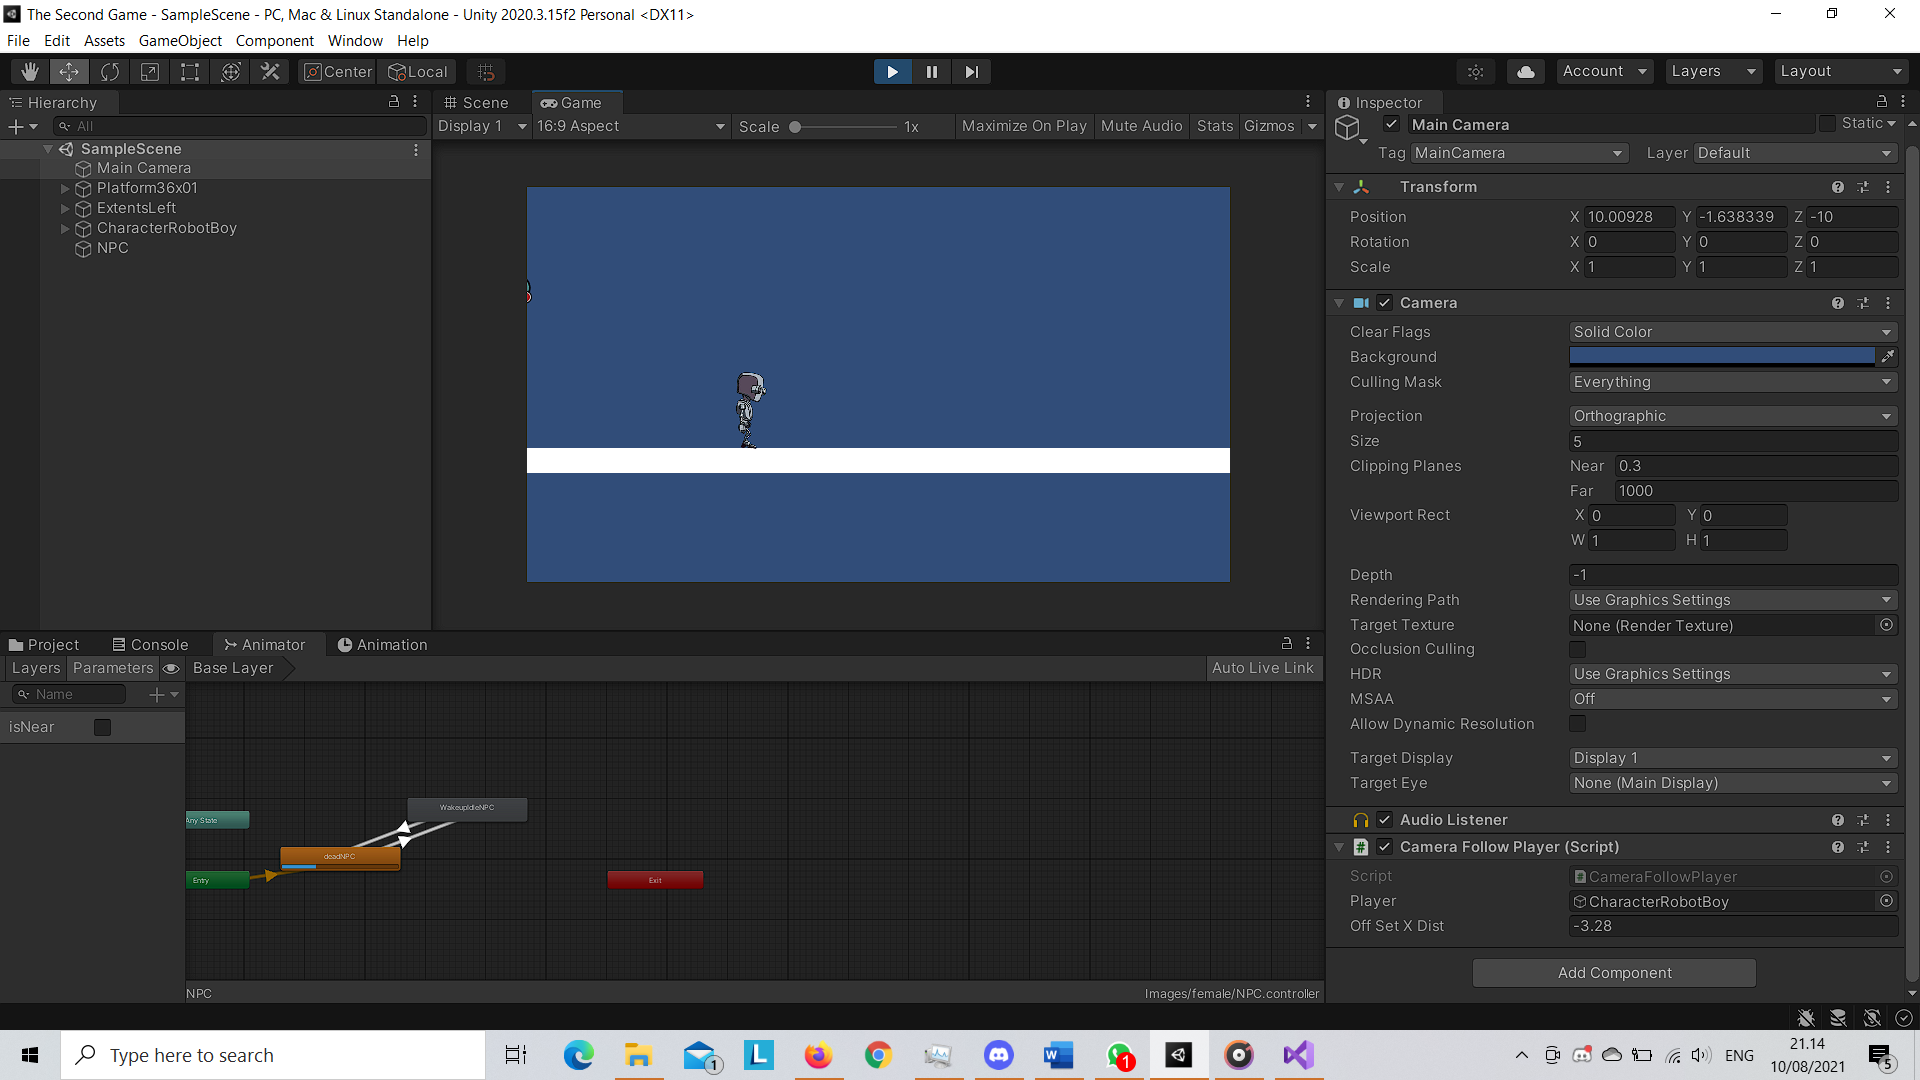 The Second Game - SampleScene - PC, Mac & Linux Standalone - Unity 2020.3.15f2 Personal <DX11>
File Edit Assets GameObject Component Window Help
Center Local Account Layers Layout
Hierarchy
All
SampleScene
Main Camera
Platform36x01
ExtentsLeft
CharacterRobotBoy
NPC
Scene Game
Display 1 16:9 Aspect Scale 1x Maximize On Play Mute Audio Stats Gizmos
Inspector
Main Camera Static
Tag MainCamera Layer Default
Transform
Position X 10.00928 Y -1.638339 Z -10
Rotation X 0 Y 0 Z 0
Scale X 1 Y 1 Z 1
Camera
Clear Flags Solid Color
Background
Culling Mask Everything
Projection Orthographic
Size 5
Clipping Planes Near 0.3
Far 1000
Viewport Rect X 0 Y 0
W 1 H 1
Depth -1
Rendering Path Use Graphics Settings
Target Texture None (Render Texture)
Occlusion Culling
HDR Use Graphics Settings
MSAA Off
Allow Dynamic Resolution
Target Display Display 1
Target Eye None (Main Display)
Audio Listener
Camera Follow Player (Script)
Script CameraFollowPlayer
Player CharacterRobotBoy
Off Set X Dist -3.28
Add Component
Project Console Animator Animation
Layers Parameters Base Layer Auto Live Link
Name
isNear
WakeupIdleNPC
Any State
deadNPC
Entry
Exit
NPC Images/female/NPC.controller
Type here to search
1
L
1
ENG
21.14
10/08/2021
5